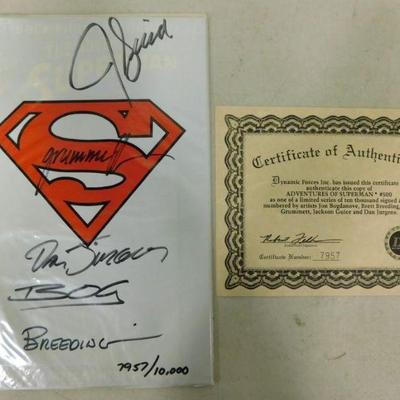 J. Guice
S
Grummett
Dan Jurgens
BOG
BREEDING
7957/10,000
Certificate of Authenti
Dynamic Forces Inc. has issued this certificate
authenticate this copy of
ADVENTURES OF SUPERMAN #500
as one of a limited series of ten thousand signed
numbered by artists Jon Bogdanove, Brett Breeding,
Grummett, Jackson Guice and Dan Jurgens.
Certificate Number: 7957